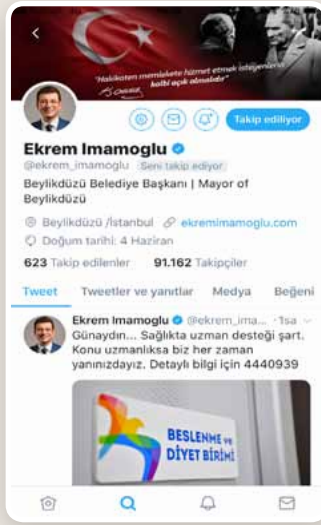 "Hakikaten memlekete hizmet etmek isteyenlerin
kalbi açık olmalıdır"
Takip ediliyor
Ekrem Imamoglu
@ekrem_imamoglu Seni takip ediyor
Beylikdüzü Belediye Başkanı | Mayor of
Beylikdüzü
Beylikdüzü /İstanbul ekremimamoglu.com
Doğum tarihi: 4 Haziran
623 Takip edilenler 91.162 Takipçiler
Tweet Tweetler ve yanıtlar Medya Beğeni
Ekrem Imamoglu @ekrem_ima... · 1sa
Günaydın... Sağlıkta uzman desteği şart.
Konu uzmanlıksa biz her zaman
yanınızdayız. Detaylı bilgi için 4440939
BESLENME ve
DİYET BİRİMİ